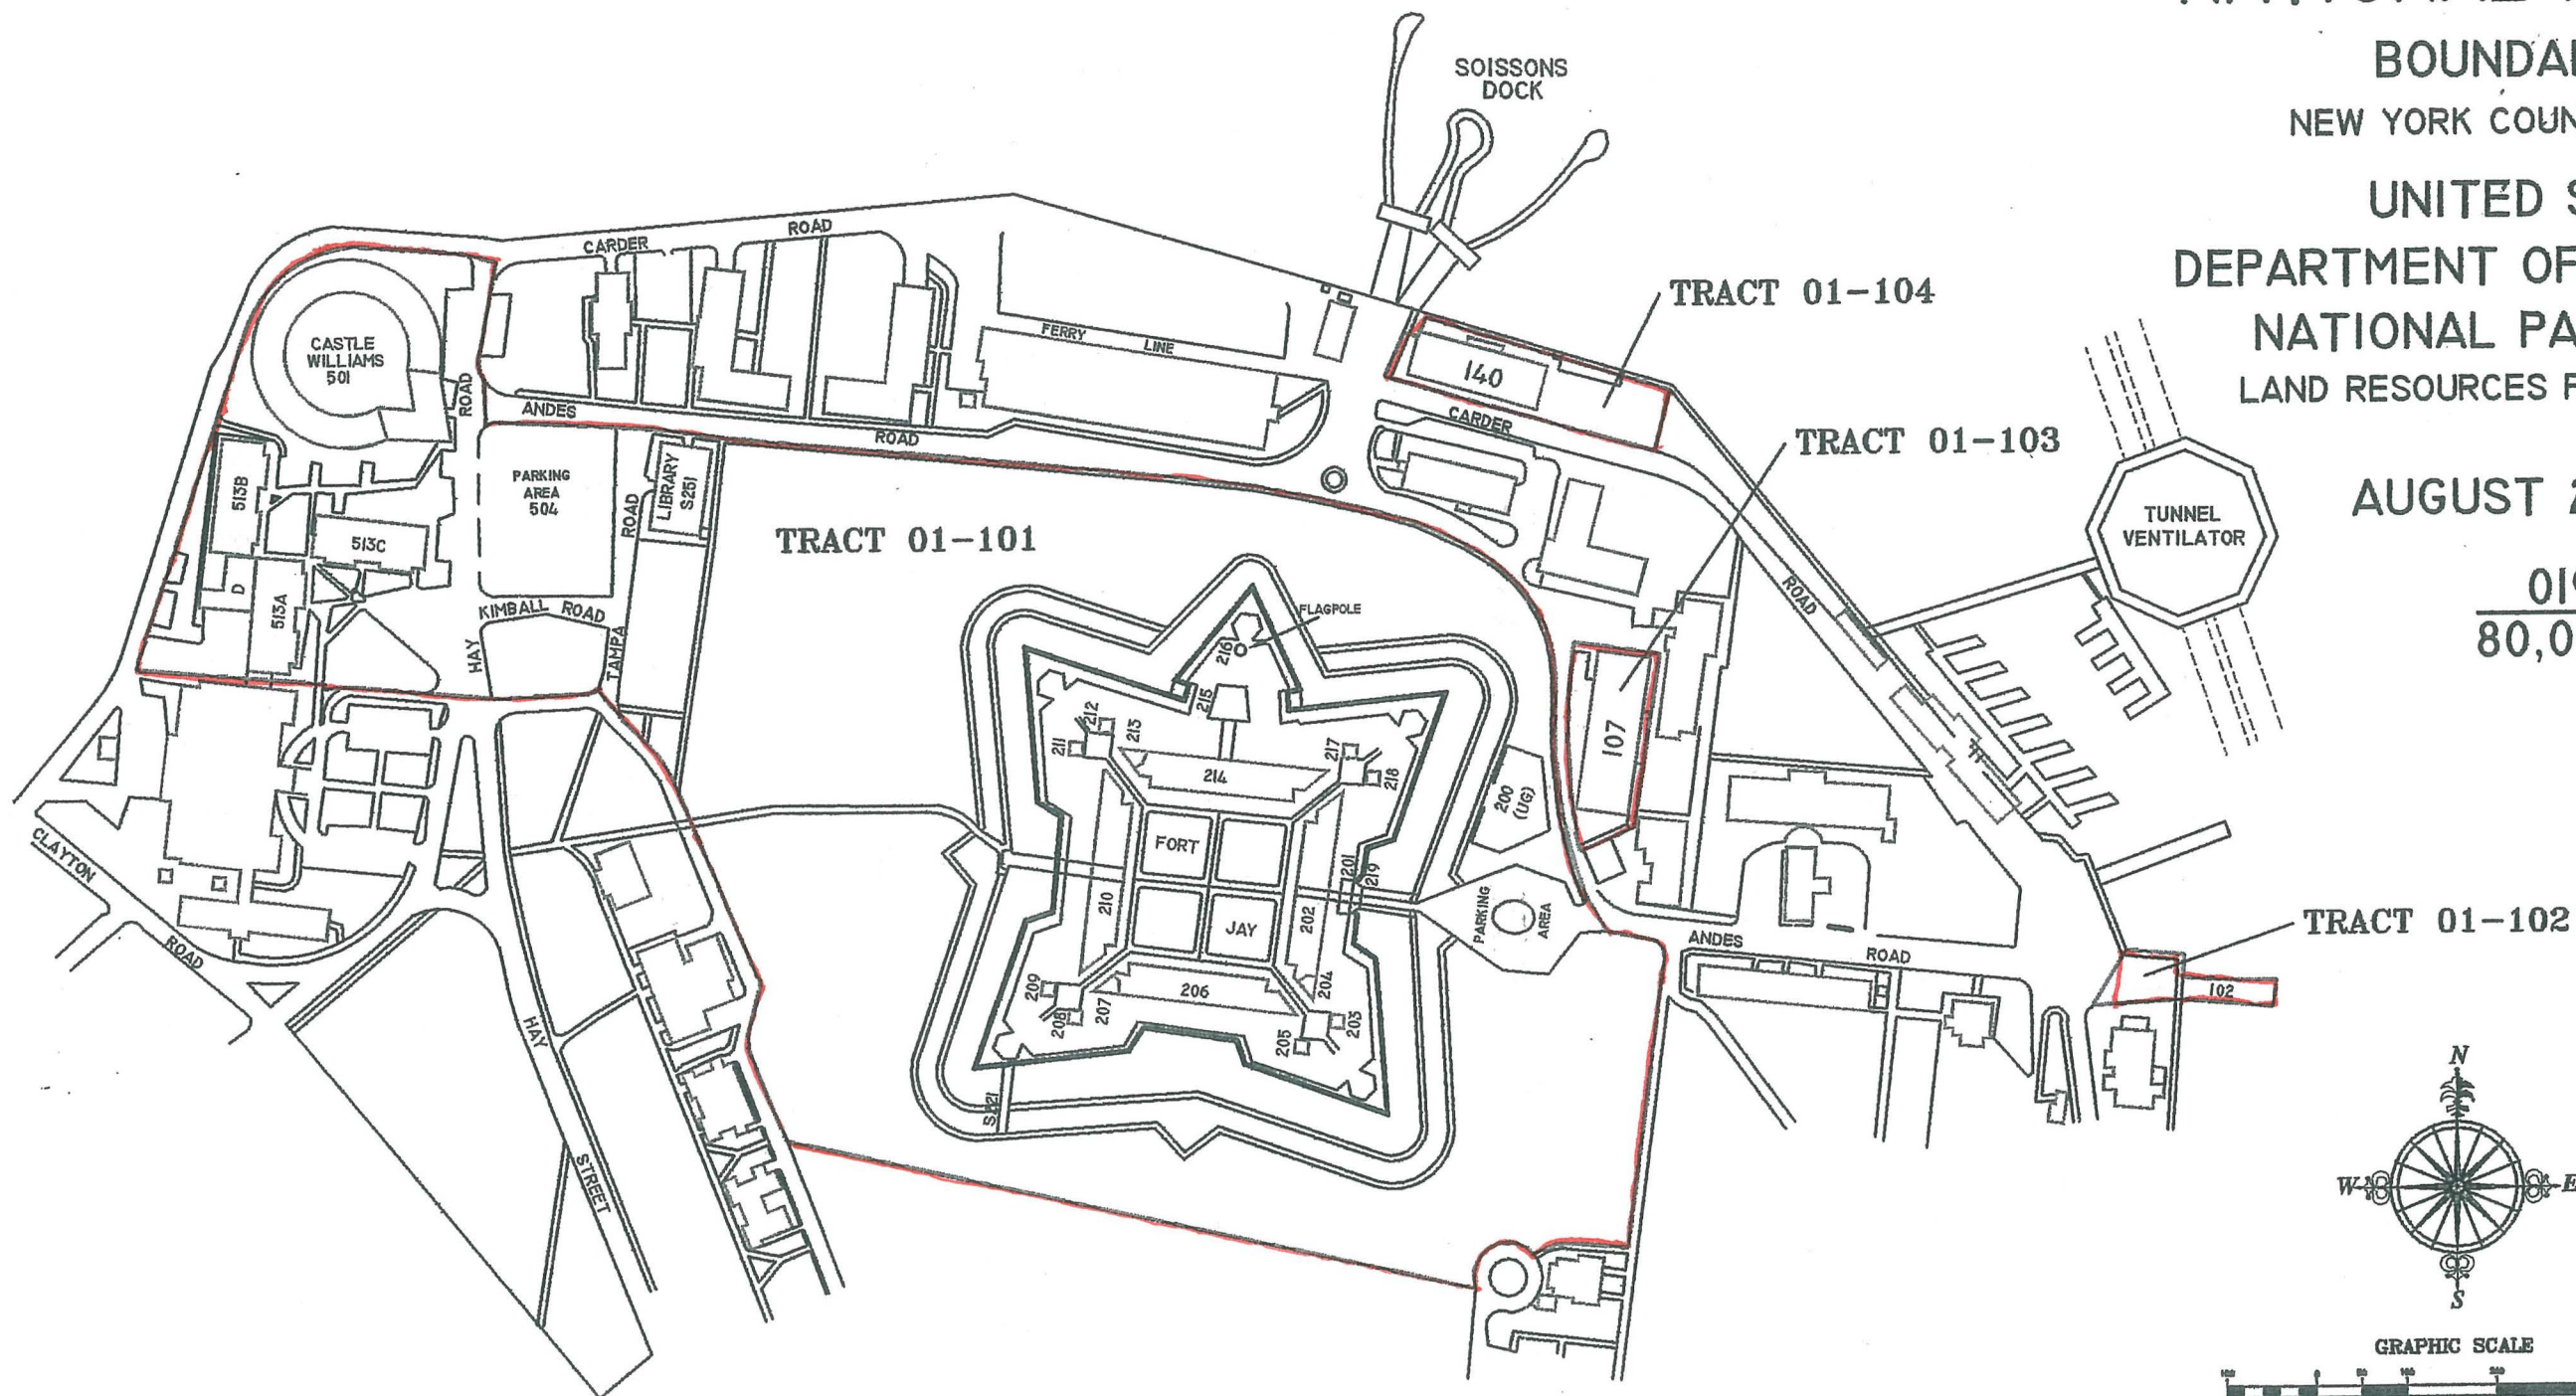 BOUNDA
NEW YORK COUN
UNITED S
DEPARTMENT OF
NATIONAL PA
LAND RESOURCES
AUGUST
80,0
SOISSONS
DOCK
TRACT 01-104
TRACT 01-103
TRACT 01-101
TRACT 01-102
CARDER
ROAD
FERRY
LINE
140
CARDER
ROAD
CASTLE
WILLIAMS
501
ROAD
ANDES
ROAD
PARKING
AREA
504
LIBRARY
S251
ROAD
TAMPA
513B
513C
D
513A
KIMBALL ROAD
HAY
TUNNEL
VENTILATOR
FLAGPOLE
216
215
212
213
211
214
217
218
200
(UG)
107
FORT
JAY
210
202
1201
219
PARKING
AREA
209
208
207
206
204
205
203
CLAYTON
ROAD
HAY
STREET
ANDES
ROAD
102
N
W
E
S
GRAPHIC SCALE